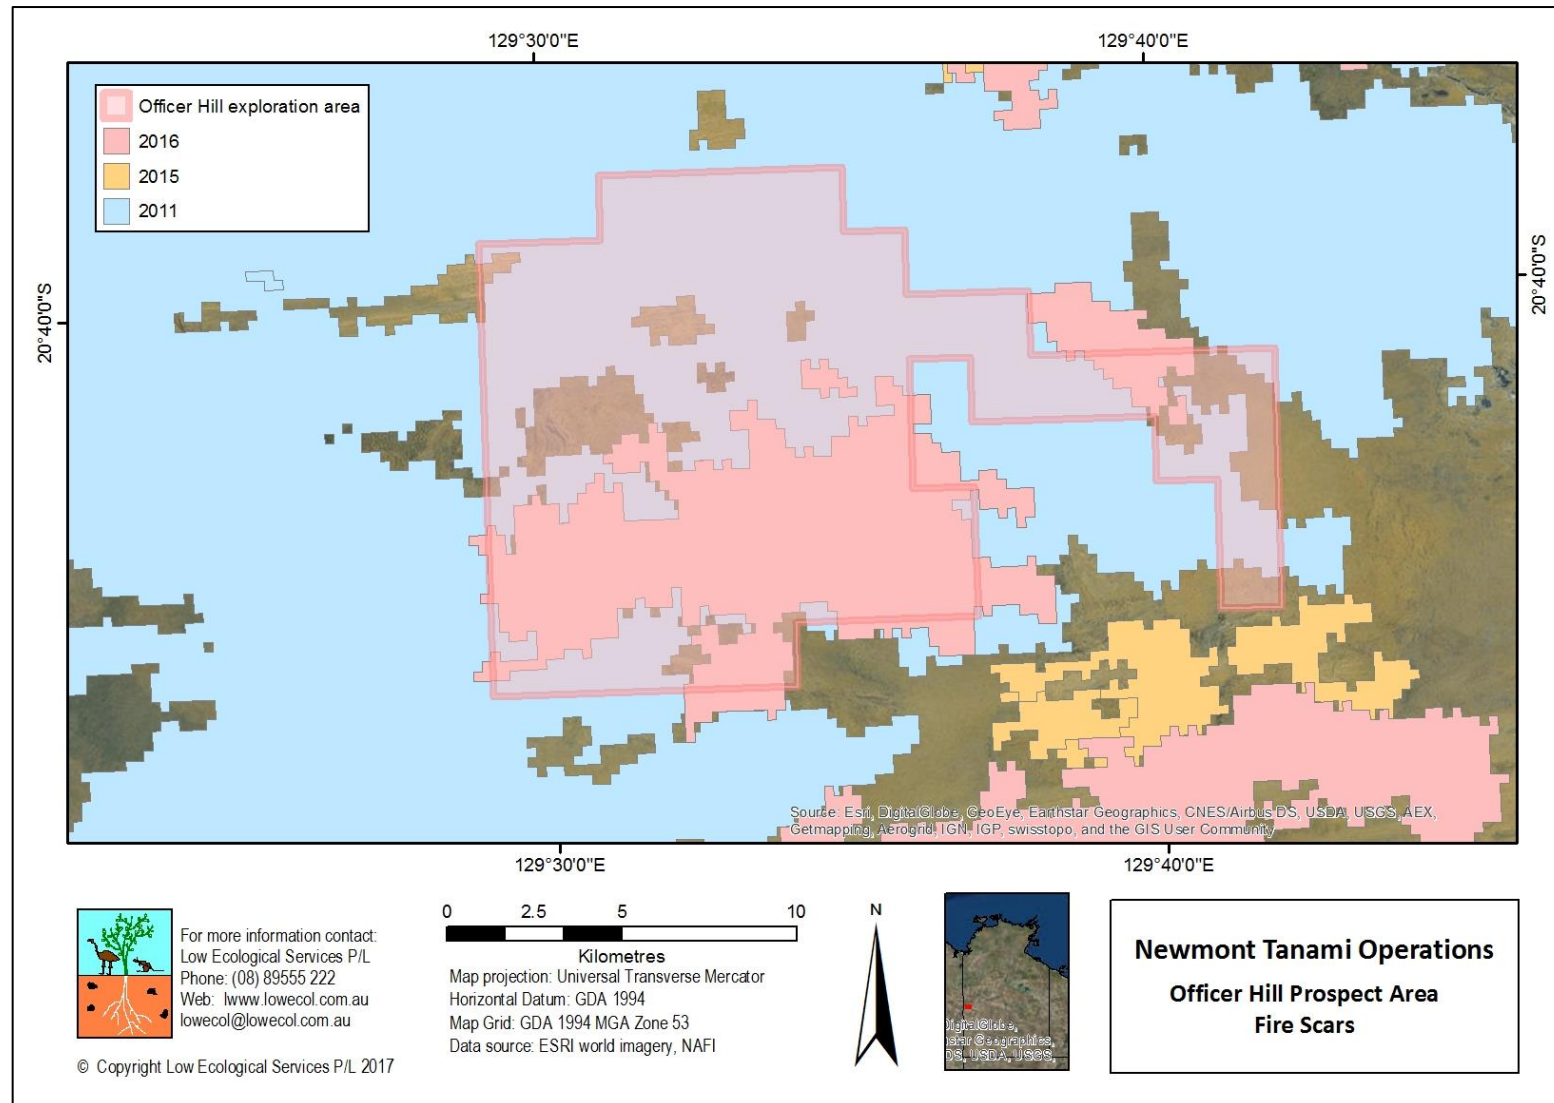 129°30'0"E
129°40'0"E
Officer Hill exploration area
2016
2015
2011
20°40'0"S
20°40'0"S
Source: Esri, DigitalGlobe, GeoEye, Earthstar Geographics, CNES/Airbus DS, USDA, USGS, AEX,
Getmapping, Aerogrid, IGN, IGP, swisstopo, and the GIS User Community
129°30'0"E
129°40'0"E
For more information contact:
Low Ecological Services P/L
Phone: (08) 89555 222
Web: lwww.lowecol.com.au
lowecol@lowecol.com.au
© Copyright Low Ecological Services P/L 2017
0 2.5 5 10
Kilometres
Map projection: Universal Transverse Mercator
Horizontal Datum: GDA 1994
Map Grid: GDA 1994 MGA Zone 53
Data source: ESRI world imagery, NAFI
N
DigitalGlobe,
Geographics,
DS, USDA, USGS,
Newmont Tanami Operations
Officer Hill Prospect Area
Fire Scars